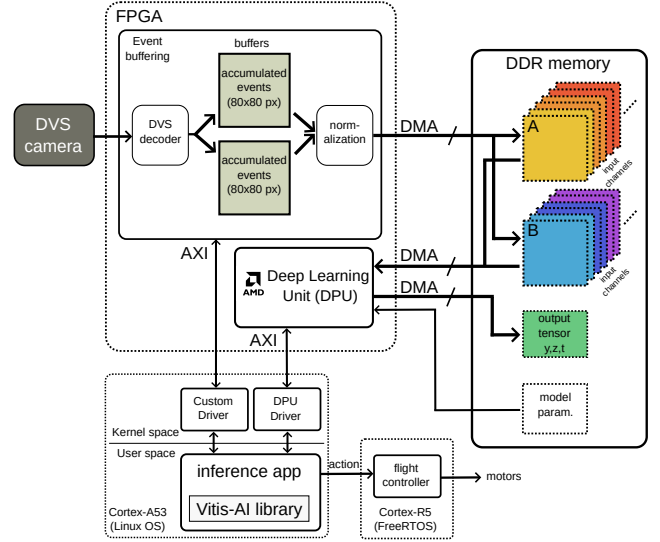 FPGA
Event
buffering
buffers
accumulated
events
(80x80 px)
accumulated
events
(80x80 px)
DVS
camera
DVS
decoder
norm-
alization
DMA
DDR memory
A
input
channels
B
input
channels
AXI
DMA
AMD
Deep Learning
Unit (DPU)
DMA
output
tensor
y,z,t
AXI
model
param.
Custom
Driver
DPU
Driver
Kernel space
User space
inference app
Vitis-AI library
action
flight
controller
motors
Cortex-A53
(Linux OS)
Cortex-R5
(FreeRTOS)